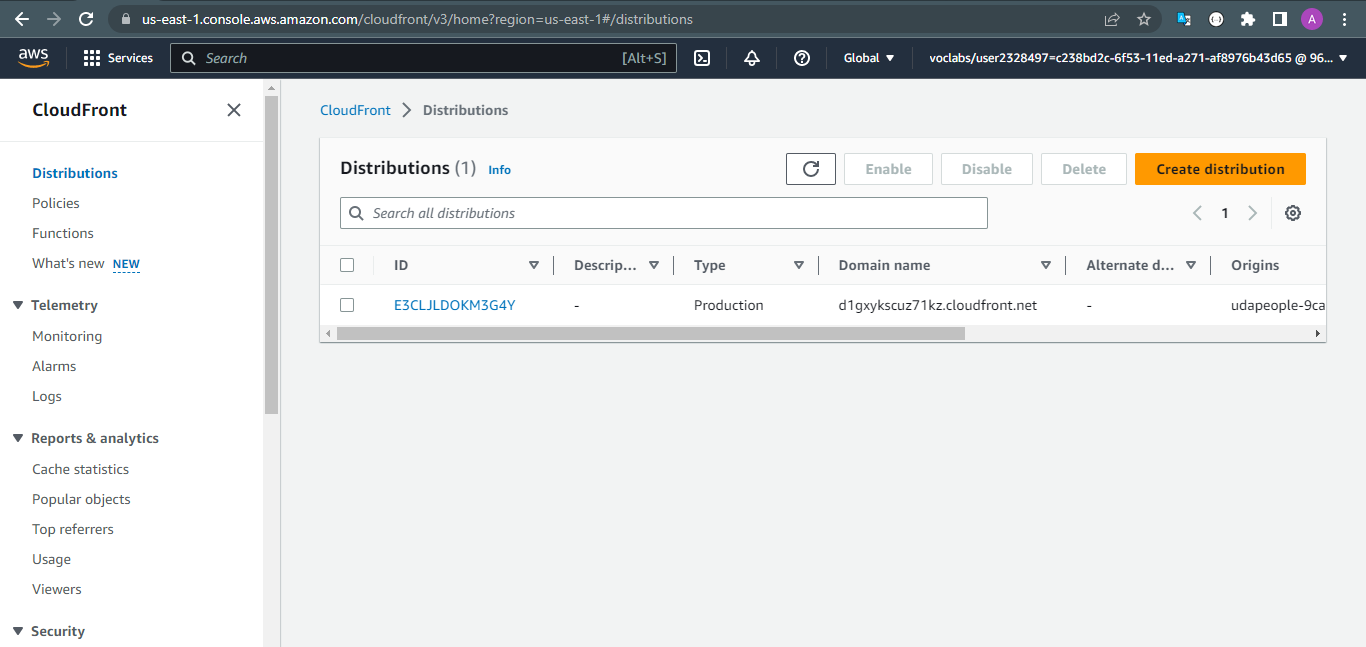 us-east-1.console.aws.amazon.com/cloudfront/v3/home?region=us-east-1#/distributions
A
aws
Services
Search
[Alt+S]
Global
voclabs/user2328497=c238bd2c-6f53-11ed-a271-af8976b43d65 @ 96...
CloudFront
Distributions
Policies
Functions
What's new NEW
Telemetry
Monitoring
Alarms
Logs
Reports & analytics
Cache statistics
Popular objects
Top referrers
Usage
Viewers
Security
CloudFront > Distributions
Distributions (1) Info
Enable
Disable
Delete
Create distribution
Search all distributions
1
ID Descrip... Type Domain name Alternate d... Origins
E3CLJLDOKM3G4Y - Production d1gxykscuz71kz.cloudfront.net - udapeople-9ca